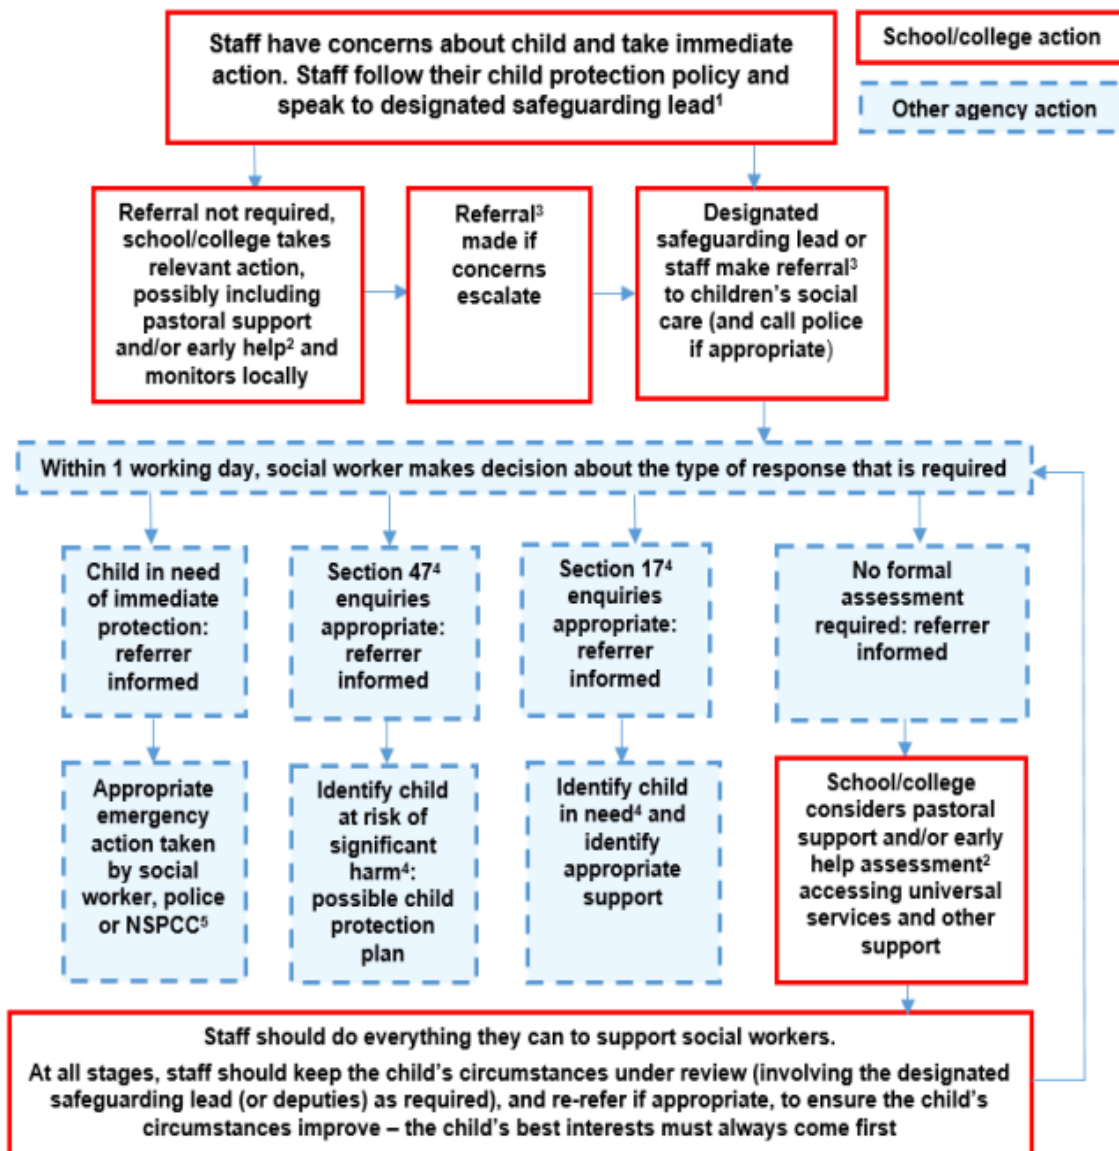 Staff have concerns about child and take immediate
action. Staff follow their child protection policy and
speak to designated safeguarding lead¹
School/college action
Other agency action
Referral not required,
school/college takes
relevant action,
possibly including
pastoral support
and/or early help² and
monitors locally
Referral³
made if
concerns
escalate
Designated
safeguarding lead or
staff make referral³
to children’s social
care (and call police
if appropriate)
Within 1 working day, social worker makes decision about the type of response that is required
Child in need
of immediate
protection:
referrer
informed
Section 47⁴
enquiries
appropriate:
referrer
informed
Section 17⁴
enquiries
appropriate:
referrer
informed
No formal
assessment
required: referrer
informed
Appropriate
emergency
action taken
by social
worker, police
or NSPCC⁵
Identify child
at risk of
significant
harm⁴:
possible child
protection
plan
Identify child
in need⁴ and
identify
appropriate
support
School/college
considers pastoral
support and/or early
help assessment²
accessing universal
services and other
support
Staff should do everything they can to support social workers.
At all stages, staff should keep the child’s circumstances under review (involving the designated
safeguarding lead (or deputies) as required), and re-refer if appropriate, to ensure the child’s
circumstances improve – the child’s best interests must always come first